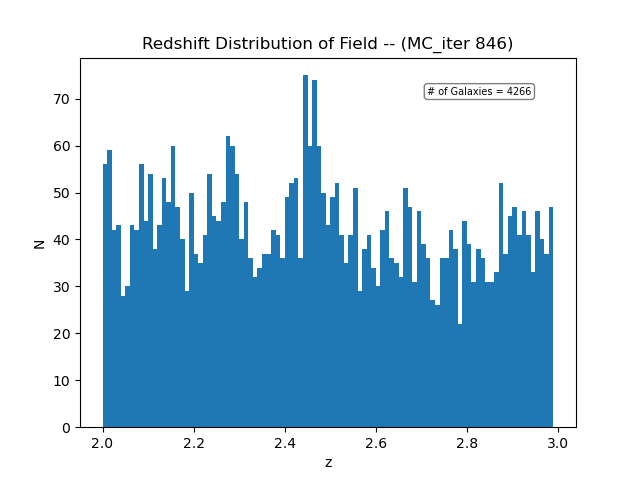 Redshift Distribution of Field -- (MC_iter 846)
# of Galaxies = 4266
N
70
60
50
40
30
20
10
0
2.0 2.2 2.4 2.6 2.8 3.0
z